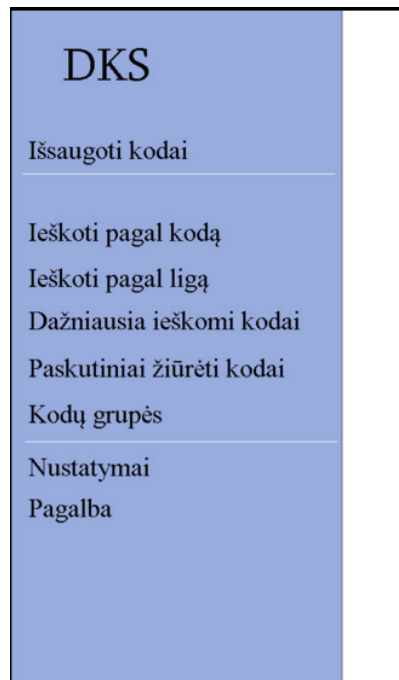 DKS
Išsaugoti kodai
Ieškoti pagal kodą
Ieškoti pagal ligą
Dažniausia ieškomi kodai
Paskutiniai žiūrėti kodai
Kodų grupės
Nustatymai
Pagalba